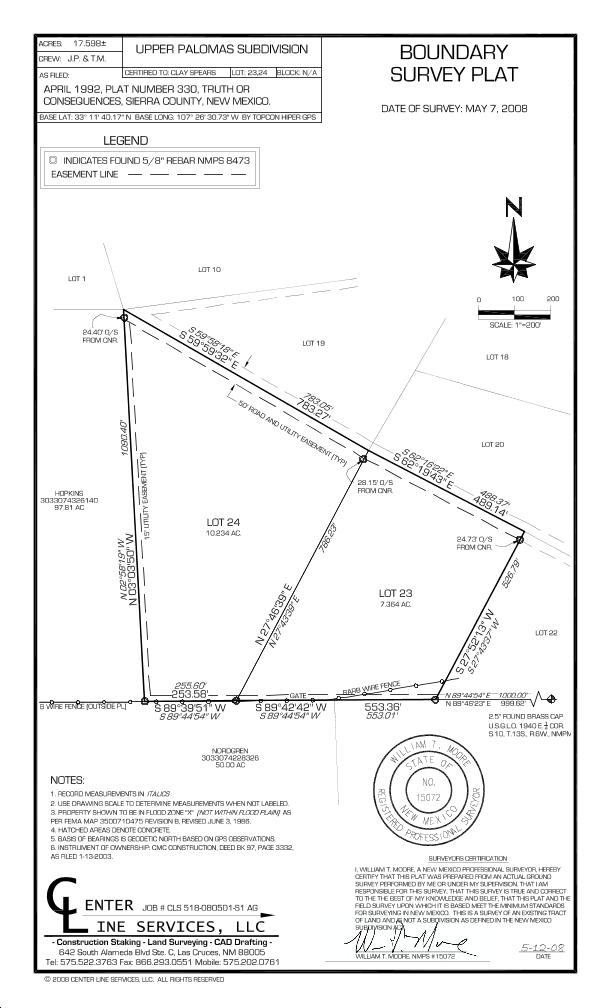 ACRES: 17.598±
CREW: J.P. & T.M.
UPPER PALOMAS SUBDIVISION
CERTIFIED TO: CLAY SPEARS LOT: 23,24 BLOCK: N/A
AS FILED:
APRIL 1992, PLAT NUMBER 330, TRUTH OR
CONSEQUENCES, SIERRA COUNTY, NEW MEXICO.
BASE LAT: 33° 11' 40.17" N BASE LONG: 107° 26' 30.73" W BY TOPCON HIPER GPS
BOUNDARY
SURVEY PLAT
DATE OF SURVEY: MAY 7, 2008
LEGEND
INDICATES FOUND 5/8" REBAR NMPS 8473
EASEMENT LINE
N
0 100 200
SCALE: 1"=200'
LOT 1
LOT 10
LOT 19
LOT 18
LOT 20
LOT 22
24.40' O/S
FROM CNR.
S 59°58'18" E
S 59°59'32" E
783.05'
783.27'
50' ROAD AND UTILITY EASEMENT (TYP)
S 62°16'22" E
S 62°19'43" E
488.37'
489.14'
28.15' O/S
FROM CNR.
24.73' O/S
FROM CNR.
1090.40'
15' UTILITY EASEMENT (TYP)
N 02°58'19" W
N 03°03'50" W
HOPKINS
3033074326140
97.81 AC
LOT 24
10.234 AC.
786.23'
N 27°46'39" E
N 27°43'39" E
LOT 23
7.364 AC.
526.79'
S 27°52'13" W
S 27°43'37" W
255.60'
253.58'
GATE
BARB WIRE FENCE
S 89°39'51" W
S 89°44'54" W
S 89°42'42" W
S 89°44'54" W
553.36'
553.01'
N 89°44'54" E 1000.00'
N 89°46'23" E 999.62'
B WIRE FENCE (OUTSIDE PL)
2.5" FOUND BRASS CAP
U.S.G.L.O. 1940 E ¼ COR.
S.10, T.13S., R.6W., NMPM
NORDGREN
3033074228326
50.00 AC
WILLIAM T. MOORE
STATE OF
NO.
15072
NEW MEXICO
REGISTERED PROFESSIONAL SURVEYOR
NOTES:
1. RECORD MEASUREMENTS IN ITALICS
2. USE DRAWING SCALE TO DETERMINE MEASUREMENTS WHEN NOT LABELED.
3. PROPERTY SHOWN TO BE IN FLOOD ZONE "X" (NOT WITHIN FLOOD PLAIN) AS
PER FEMA MAP 3500710475 REVISION B, REVISED JUNE 3, 1986.
4. HATCHED AREAS DENOTE CONCRETE.
5. BASIS OF BEARINGS IS GEODETIC NORTH BASED ON GPS OBSERVATIONS.
6. INSTRUMENT OF OWNERSHIP: CMC CONSTRUCTION, DEED BK 97, PAGE 3332,
AS FILED 1-13-2003.
SURVEYOR'S CERTIFICATION
I, WILLIAM T. MOORE, A NEW MEXICO PROFESSIONAL SURVEYOR, HEREBY
CERTIFY THAT THIS PLAT WAS PREPARED FROM AN ACTUAL GROUND
SURVEY PERFORMED BY ME OR UNDER MY SUPERVISION, THAT I AM
RESPONSIBLE FOR THIS SURVEY, THAT THIS SURVEY IS TRUE AND CORRECT
TO THE THE BEST OF MY KNOWLEDGE AND BELIEF, THAT THIS PLAT AND THE
FIELD SURVEY UPON WHICH IT IS BASED MEET THE MINIMUM STANDARDS
FOR SURVEYING IN NEW MEXICO. THIS IS A SURVEY OF AN EXISTING TRACT
OF LAND AND IS NOT A SUBDIVISION AS DEFINED IN THE NEW MEXICO
SUBDIVISION ACT.
5-12-08
WILLIAM T. MOORE, NMPS #15072 DATE
CENTER JOB # CLS 518-080501-S1 AG
LINE SERVICES, LLC
- Construction Staking - Land Surveying - CAD Drafting -
642 South Alameda Blvd Ste. C, Las Cruces, NM 88005
Tel: 575.522.3763 Fax: 866.293.0551 Mobile: 575.202.0761
© 2008 CENTER LINE SERVICES, LLC. ALL RIGHTS RESERVED